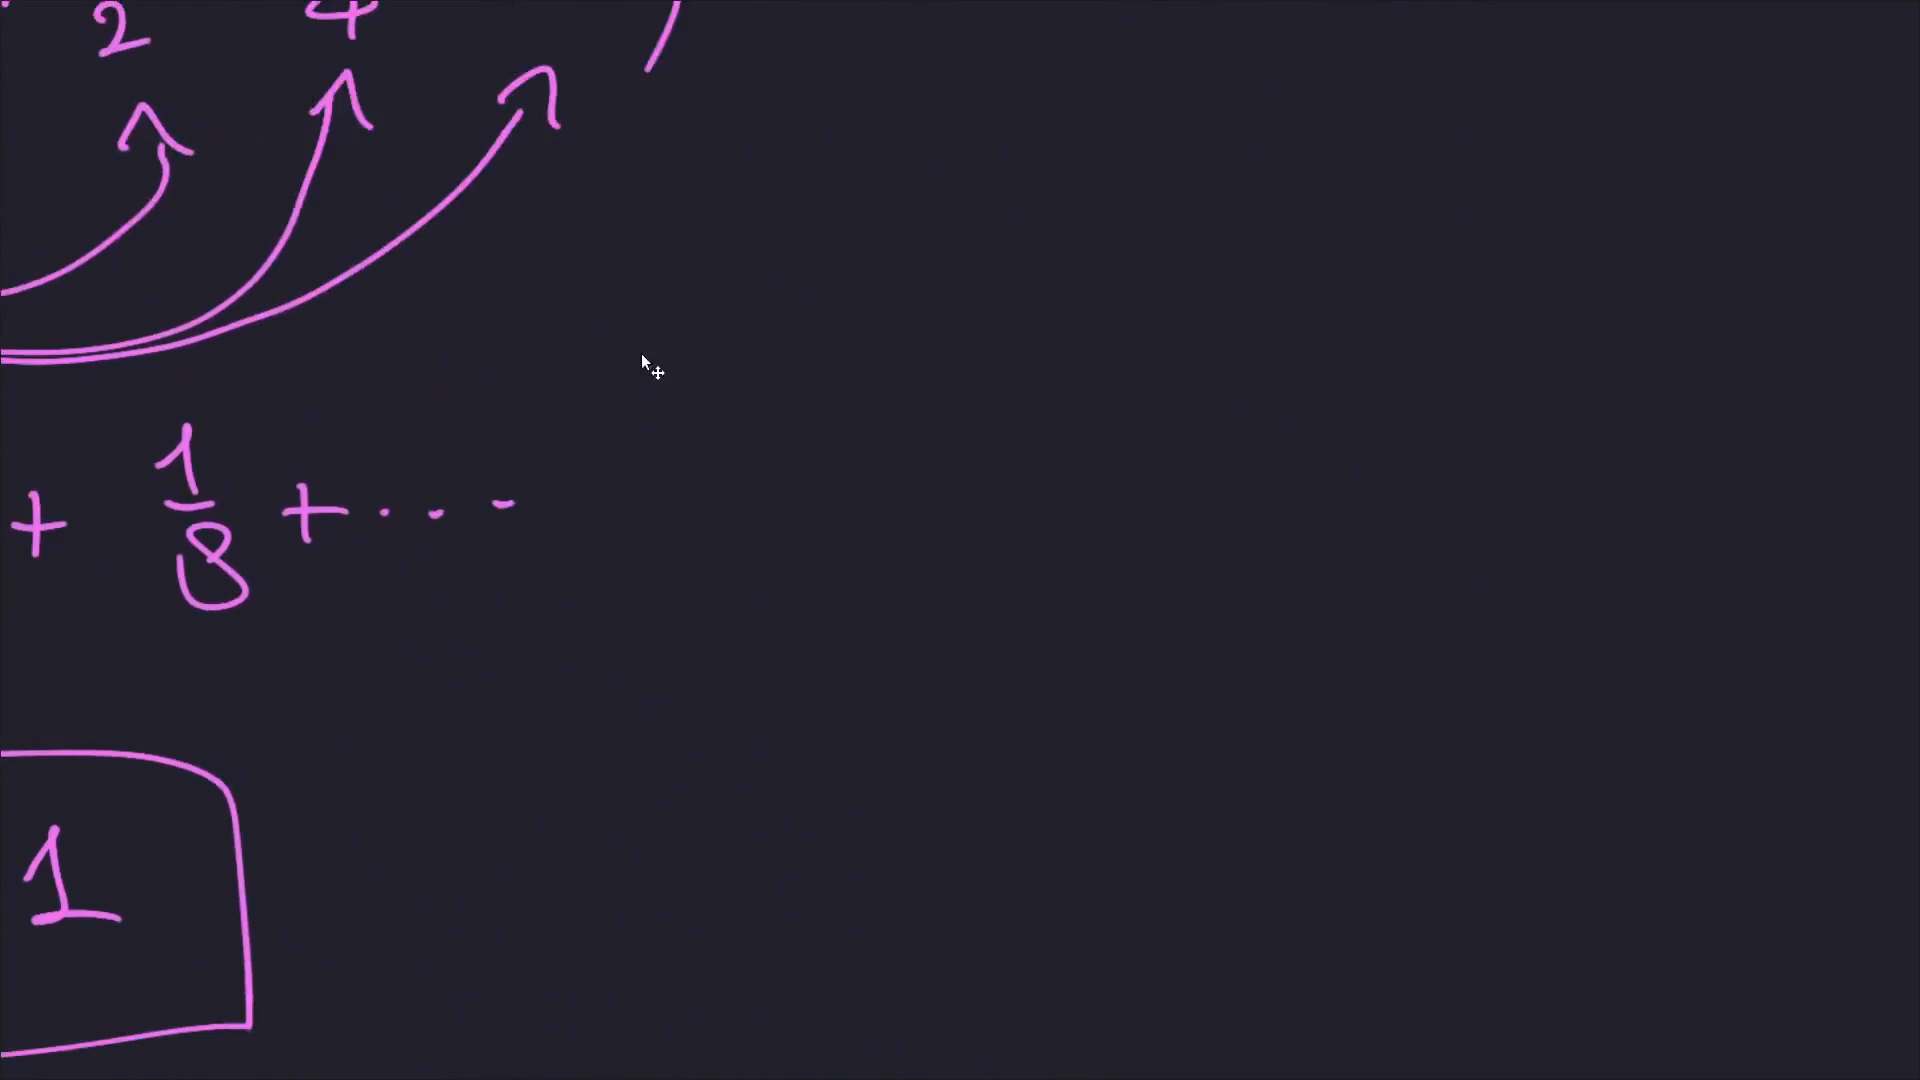 2 4 )
+ 1/8 + ...
1